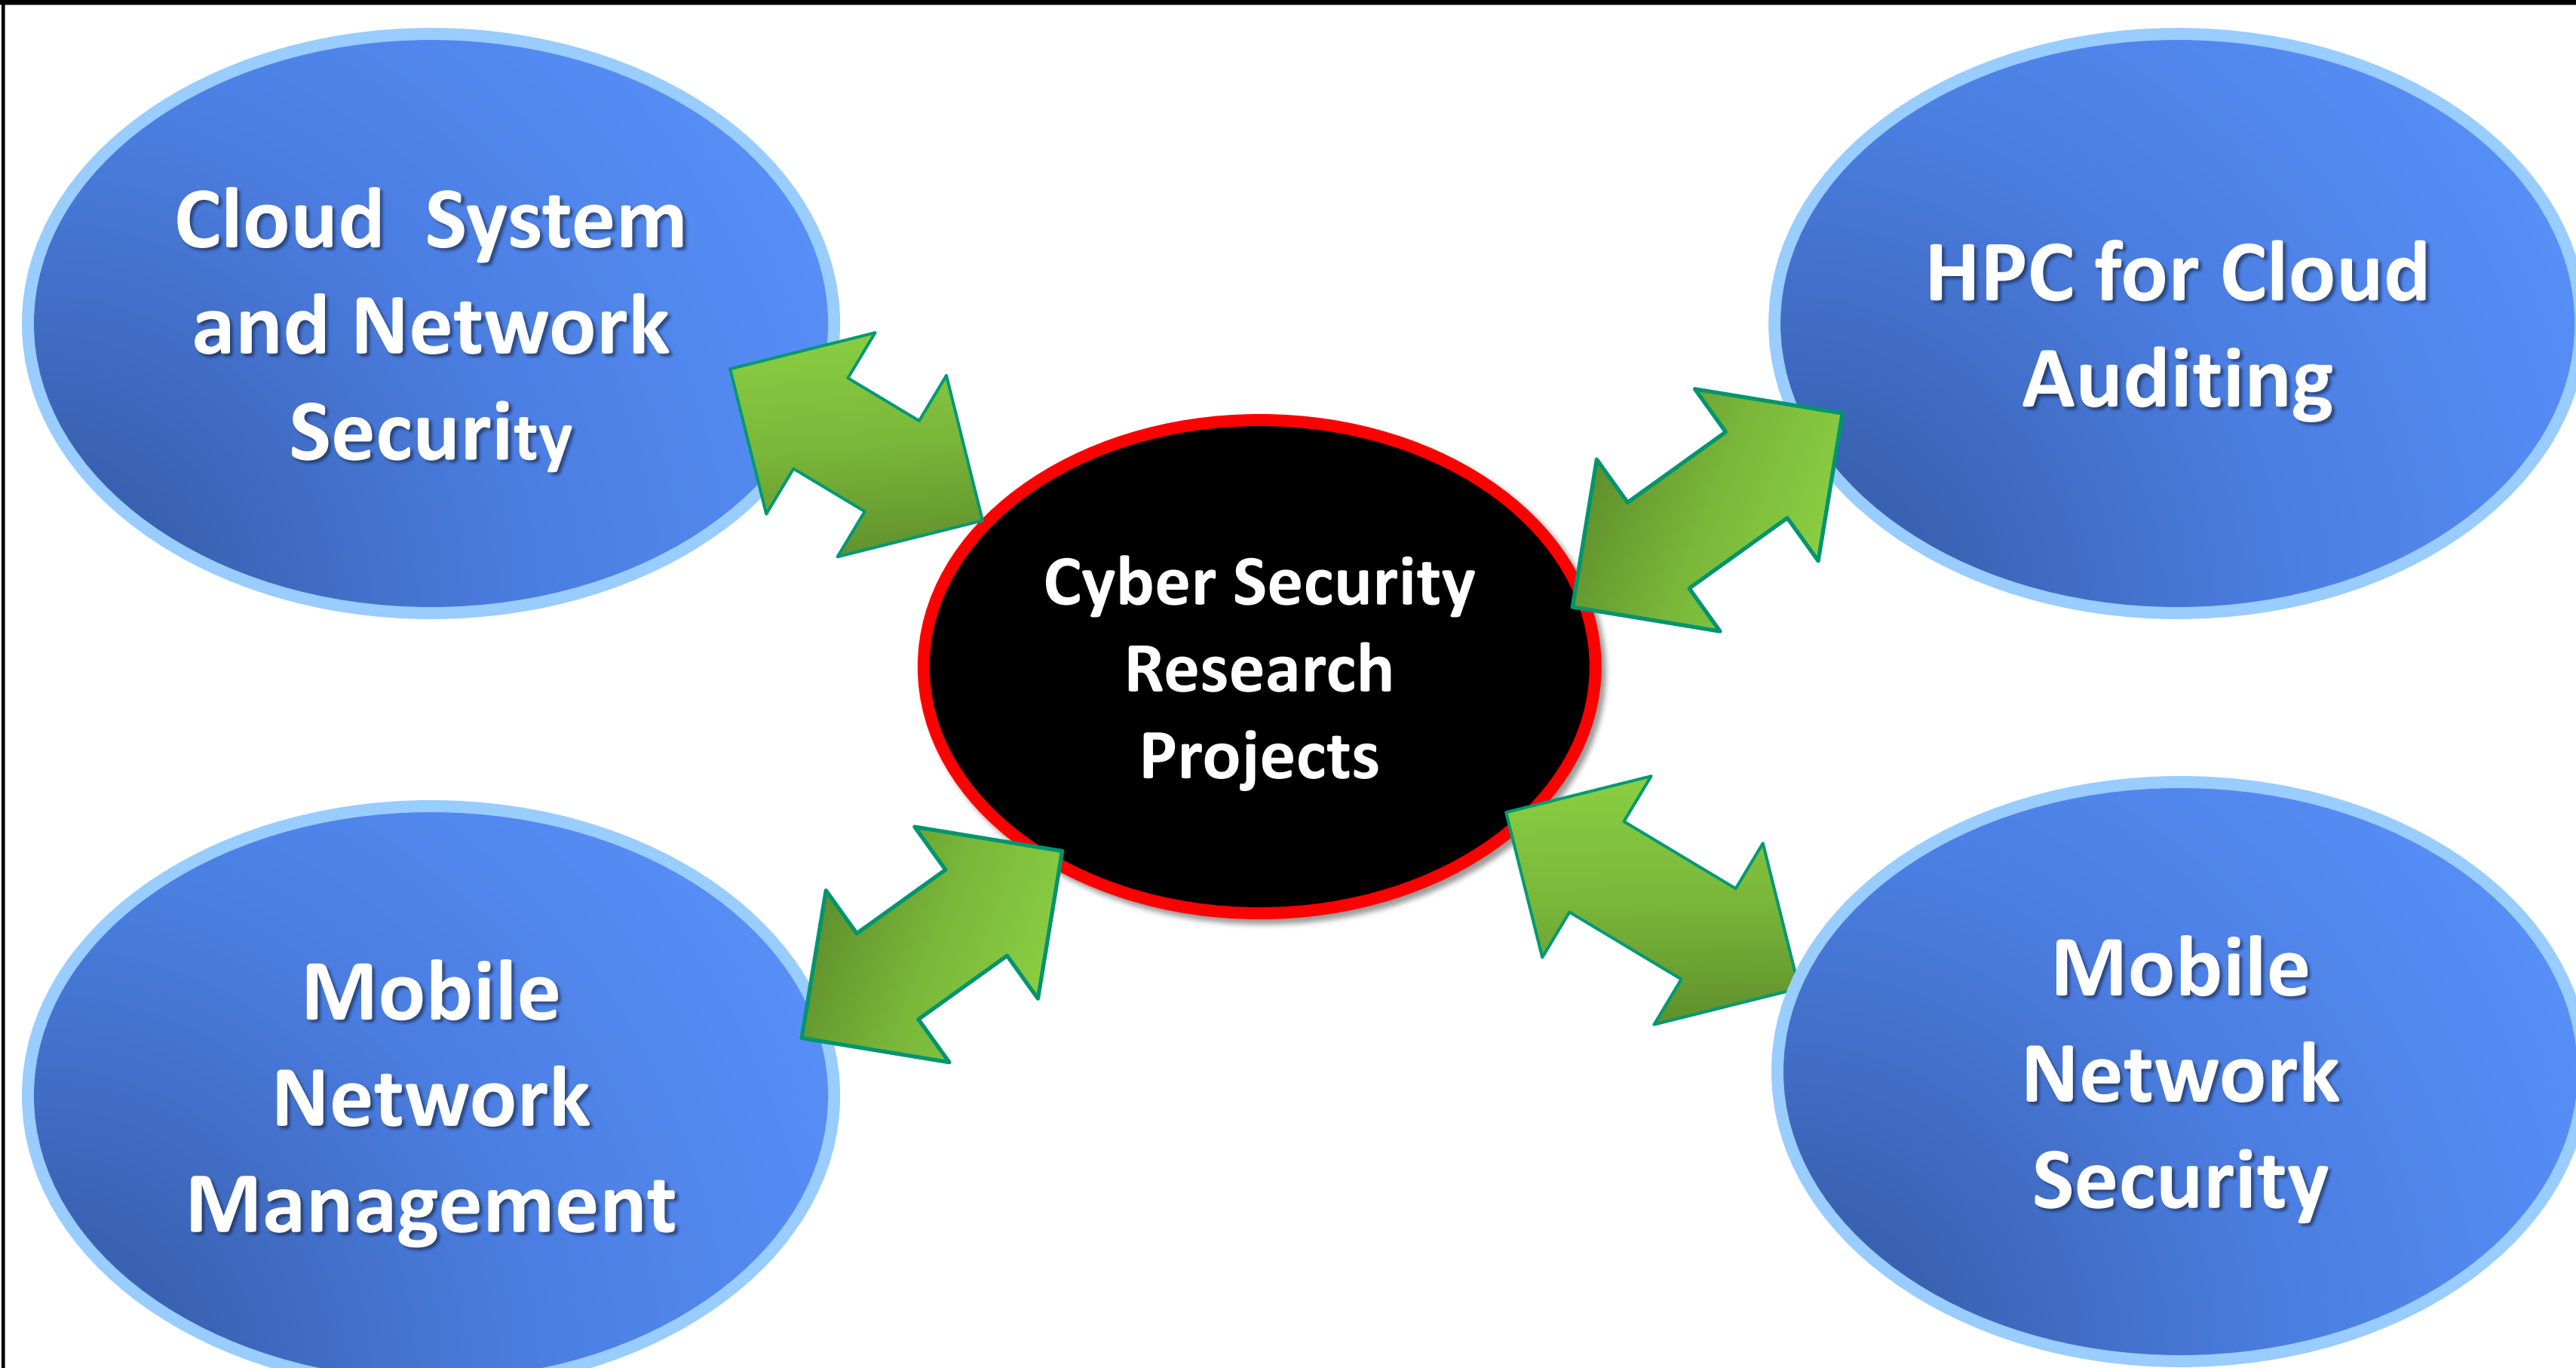 Cloud  System
and Network
Security
HPC for Cloud
Auditing
Cyber Security
Research
Projects
Mobile
Network
Management
Mobile
Network
Security